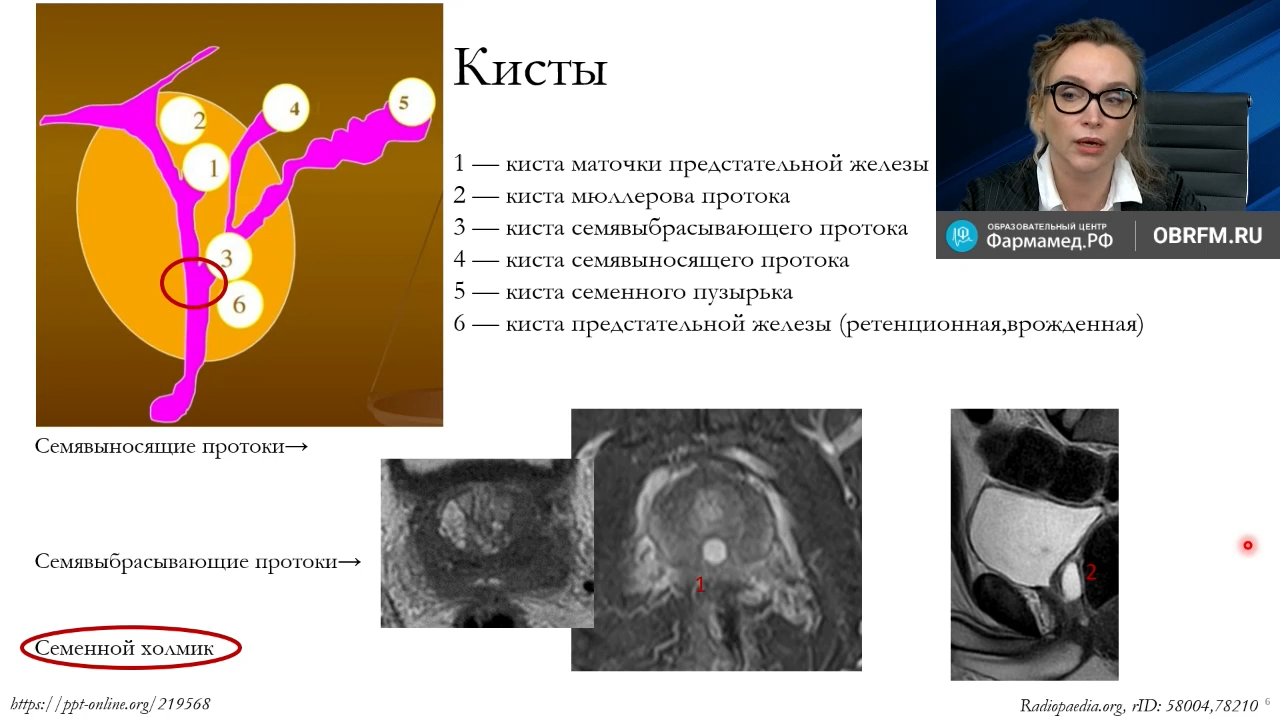 Кисты
1 — киста маточки предстательной железы
2 — киста мюллерова протока
3 — киста семявыбрасывающего протока
4 — киста семявыносящего протока
5 — киста семенного пузырька
6 — киста предстательной железы (ретенционная,врожденная)
2
1
4
5
3
6
ОБРАЗОВАТЕЛЬНЫЙ ЦЕНТР
Фармамед.РФ
OBRFM.RU
Семявыносящие протоки→
Семявыбрасывающие протоки→
Семенной холмик
1
2
https://ppt-online.org/219568
Radiopaedia.org, rID: 58004,78210
6